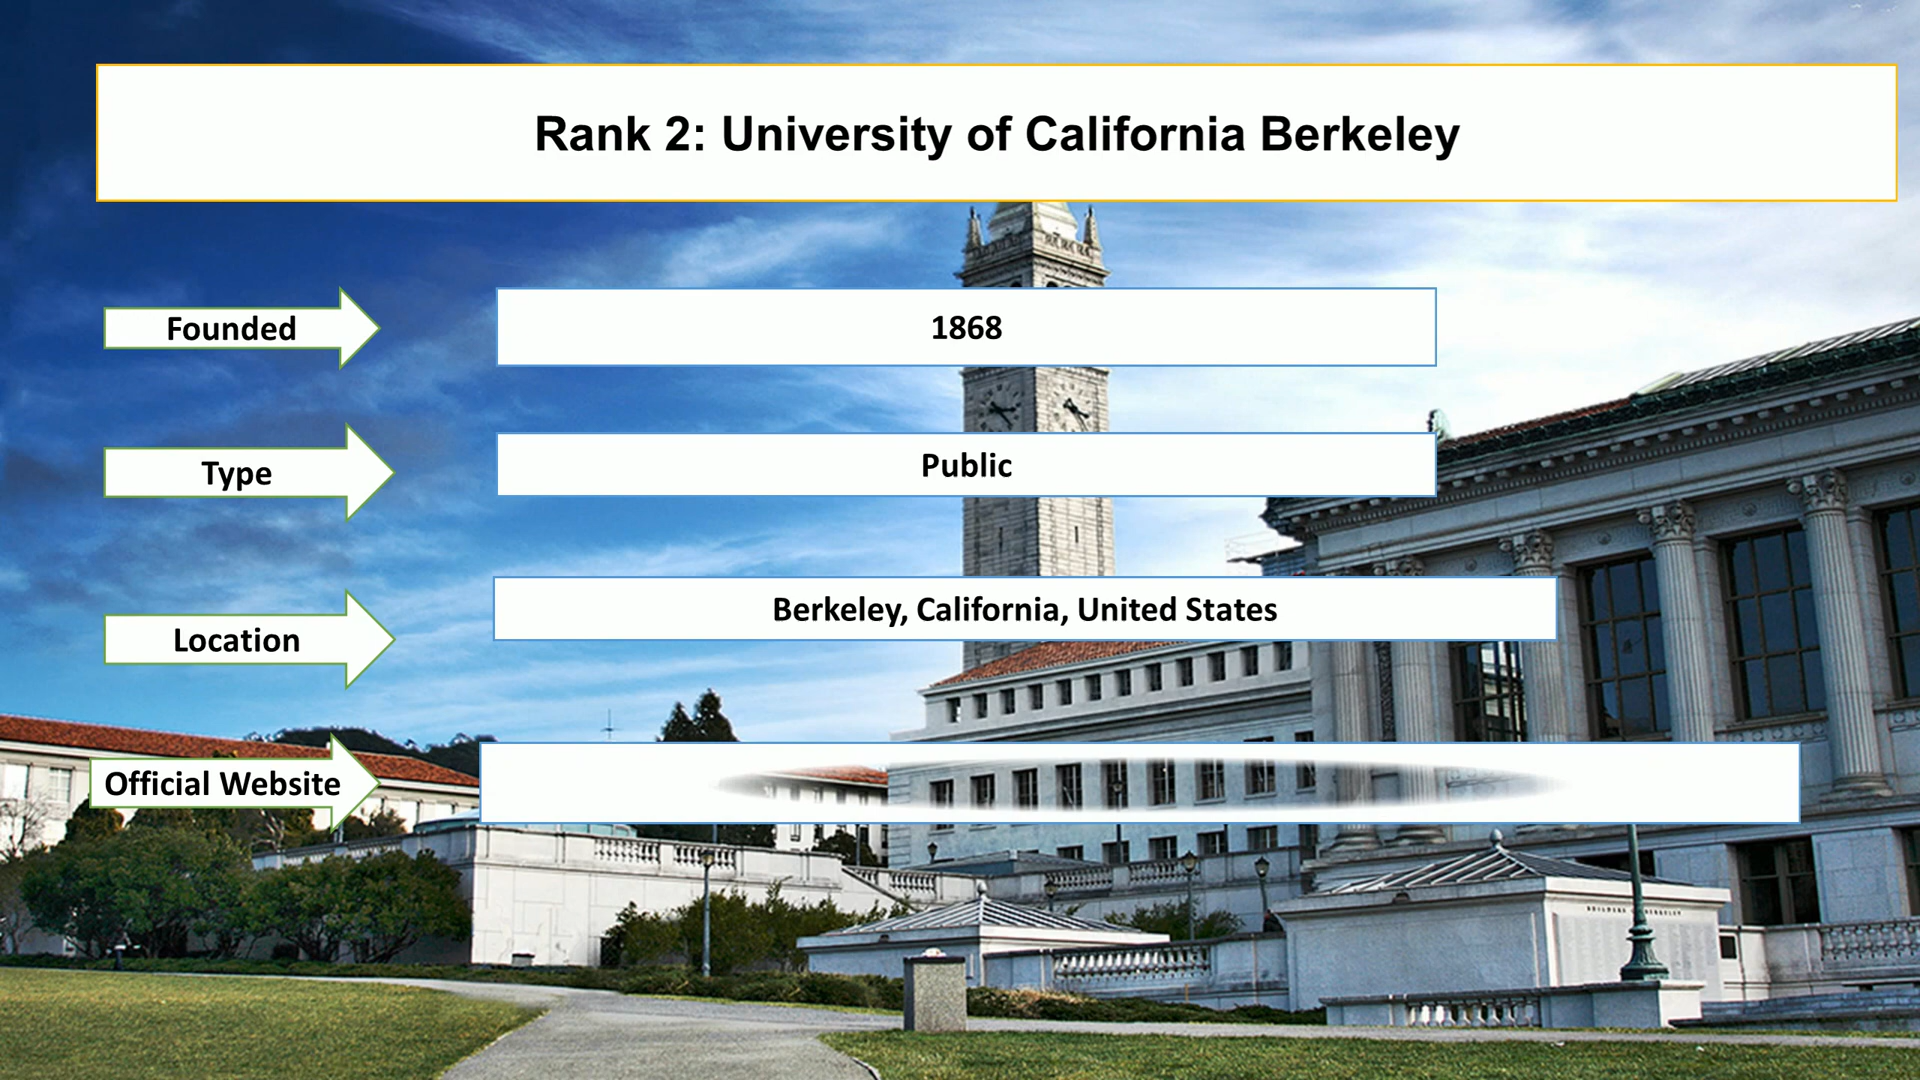 Rank 2: University of California Berkeley
Founded
1868
Type
Public
Location
Berkeley, California, United States
Official Website